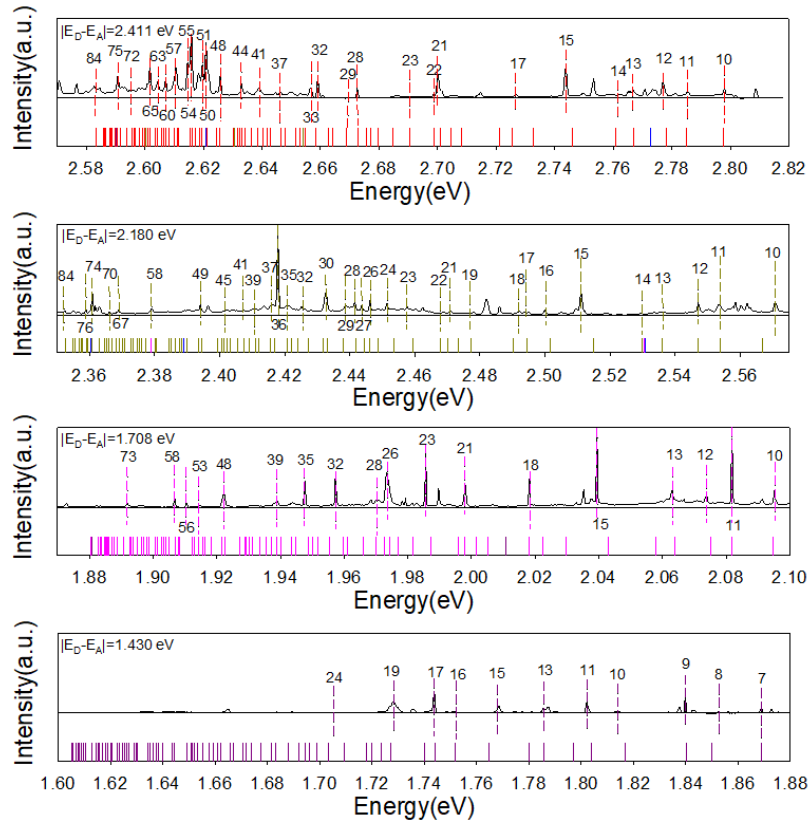 Intensity(a.u.)
|E_D-E_A|=2.411 eV
84 75 72 63 57 55 51 48 44 41 37 32 29 28 23 22 21 17 15 14 13 12 11 10
65 60 54 50 33
2.58 2.60 2.62 2.64 2.66 2.68 2.70 2.72 2.74 2.76 2.78 2.80 2.82
Energy(eV)
Intensity(a.u.)
|E_D-E_A|=2.180 eV
84 74 70 58 49 45 41 39 37 35 32 30 28 26 24 23 22 21 19 18 17 16 15 14 13 12 11 10
76 67 36 29 27
2.36 2.38 2.40 2.42 2.44 2.46 2.48 2.50 2.52 2.54 2.56
Energy(eV)
Intensity(a.u.)
|E_D-E_A|=1.708 eV
73 58 53 48 39 35 32 28 26 23 21 18 13 12 10
56 15 11
1.88 1.90 1.92 1.94 1.96 1.98 2.00 2.02 2.04 2.06 2.08 2.10
Energy(eV)
Intensity(a.u.)
|E_D-E_A|=1.430 eV
24 19 17 16 15 13 11 10 9 8 7
1.60 1.62 1.64 1.66 1.68 1.70 1.72 1.74 1.76 1.78 1.80 1.82 1.84 1.86 1.88
Energy(eV)